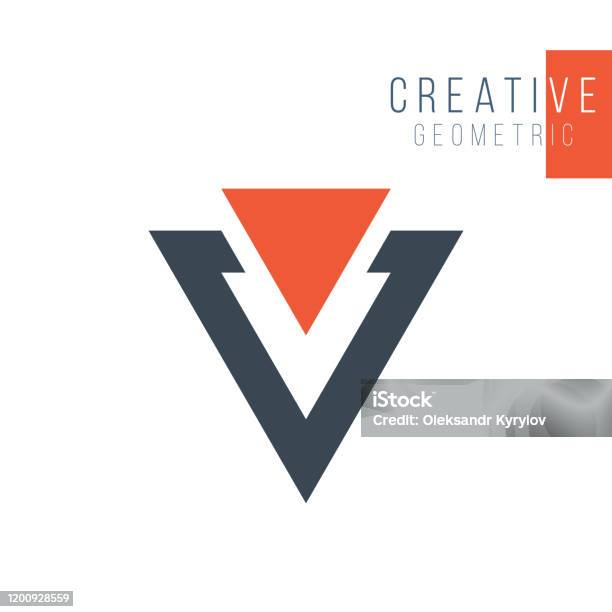 CREATIVE
GEOMETRIC
iStock
Credit: Oleksandr Kyrylov
1200928559